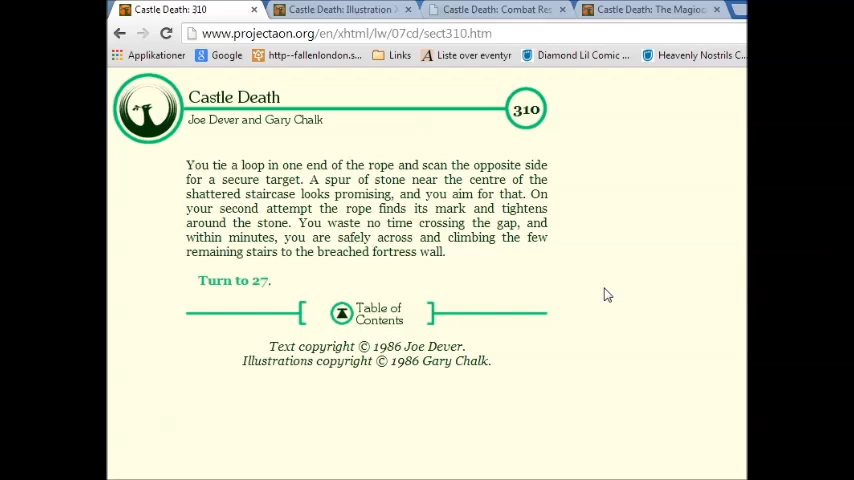 Castle Death: 310
Castle Death: Illustration
Castle Death: Combat Res
Castle Death: The
www.projectaon.org/en/xhtml/lw/07cd/sect310.htm
Applikationer
Google
http--fallenlondon.s...
Links
Liste over eventyr
Diamond Lil Comic ...
Heavenly Nostrils C
Castle Death
310
Joe Dever and Gary Chalk
You tie a loop in one end of the rope and scan the opposite side
for a secure target. A spur of stone near the centre of the
shattered staircase looks promising, and you aim for that. On
your second attempt the rope finds its mark and tightens
around the stone. You waste no time crossing the gap, and
within minutes, you are safely across and climbing the few
remaining stairs to the breached fortress wall.
Turn to 27.
Table of
Contents
Text copyright © 1986 Joe Dever.
Illustrations copyright © 1986 Gary Chalk.